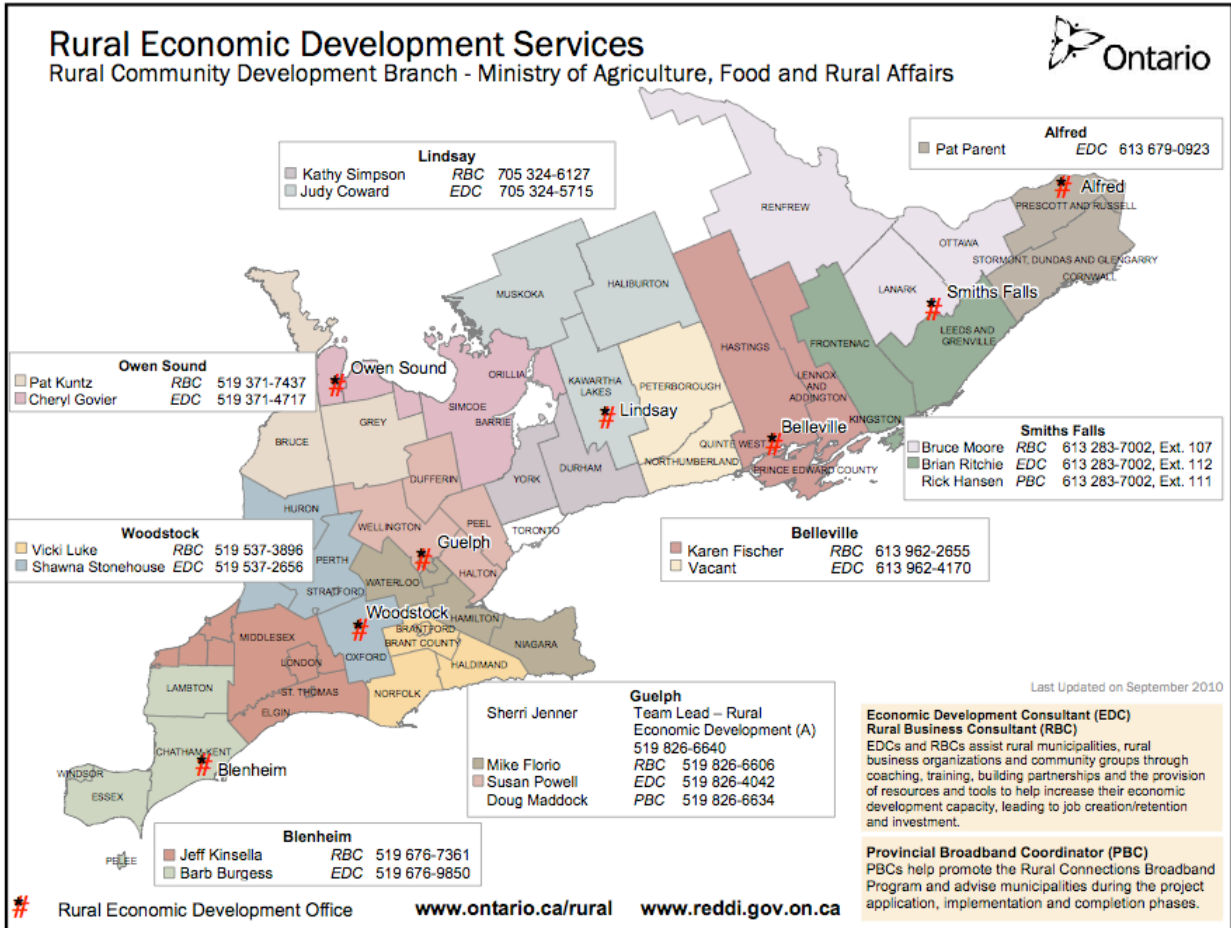 Rural Economic Development Services
Rural Community Development Branch - Ministry of Agriculture, Food and Rural Affairs
Ontario
Lindsay
Kathy Simpson RBC 705 324-6127
Judy Coward EDC 705 324-5715
Alfred
Pat Parent EDC 613 679-0923
Alfred
PRESCOTT AND RUSSELL
RENFREW
OTTAWA
STORMONT, DUNDAS AND GLENGARRY
CORNWALL
LANARK
Smiths Falls
LEEDS AND
GRENVILLE
MUSKOKA
HALIBURTON
HASTINGS
FRONTENAC
LENNOX
AND
ADDINGTON
KINGSTON
Owen Sound
Pat Kuntz RBC 519 371-7437
Cheryl Govier EDC 519 371-4717
Owen Sound
ORILLIA
SIMCOE
BARRIE
KAWARTHA
LAKES
Lindsay
PETERBOROUGH
Belleville
QUINTE WEST
NORTHUMBERLAND
PRINCE EDWARD COUNTY
BRUCE
GREY
DUFFERIN
YORK
DURHAM
TORONTO
Smiths Falls
Bruce Moore RBC 613 283-7002, Ext. 107
Brian Ritchie EDC 613 283-7002, Ext. 112
Rick Hansen PBC 613 283-7002, Ext. 111
Woodstock
Vicki Luke RBC 519 537-3896
Shawna Stonehouse EDC 519 537-2656
Belleville
Karen Fischer RBC 613 962-2655
Vacant EDC 613 962-4170
HURON
WELLINGTON
PEEL
Guelph
PERTH
WATERLOO
HALTON
STRATFORD
Woodstock
HAMILTON
BRANTFORD
BRANT COUNTY
NIAGARA
MIDDLESEX
OXFORD
HALDIMAND
LONDON
LAMBTON
ST. THOMAS
NORFOLK
ELGIN
CHATHAM-KENT
Blenheim
WINDSOR
ESSEX
PELEE
Guelph
Sherri Jenner Team Lead – Rural
Economic Development (A)
519 826-6640
Mike Florio RBC 519 826-6606
Susan Powell EDC 519 826-4042
Doug Maddock PBC 519 826-6634
Blenheim
Jeff Kinsella RBC 519 676-7361
Barb Burgess EDC 519 676-9850
Last Updated on September 2010
Economic Development Consultant (EDC)
Rural Business Consultant (RBC)
EDCs and RBCs assist rural municipalities, rural
business organizations and community groups through
coaching, training, building partnerships and the provision
of resources and tools to help increase their economic
development capacity, leading to job creation/retention
and investment.
Provincial Broadband Coordinator (PBC)
PBCs help promote the Rural Connections Broadband
Program and advise municipalities during the project
application, implementation and completion phases.
# Rural Economic Development Office www.ontario.ca/rural www.reddi.gov.on.ca